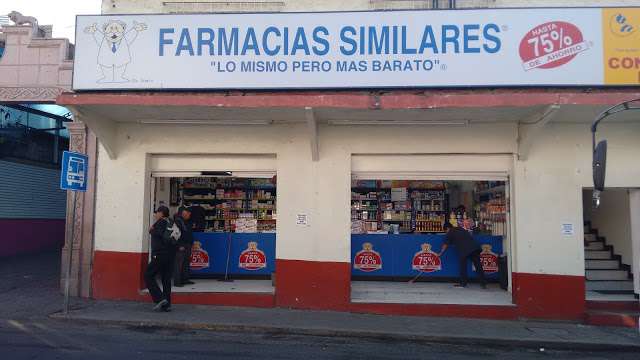 FARMACIAS SIMILARES
"LO MISMO PERO MAS BARATO"
HASTA
75%
DE AHORRO
CON
75%
75%
75%
75%
75%